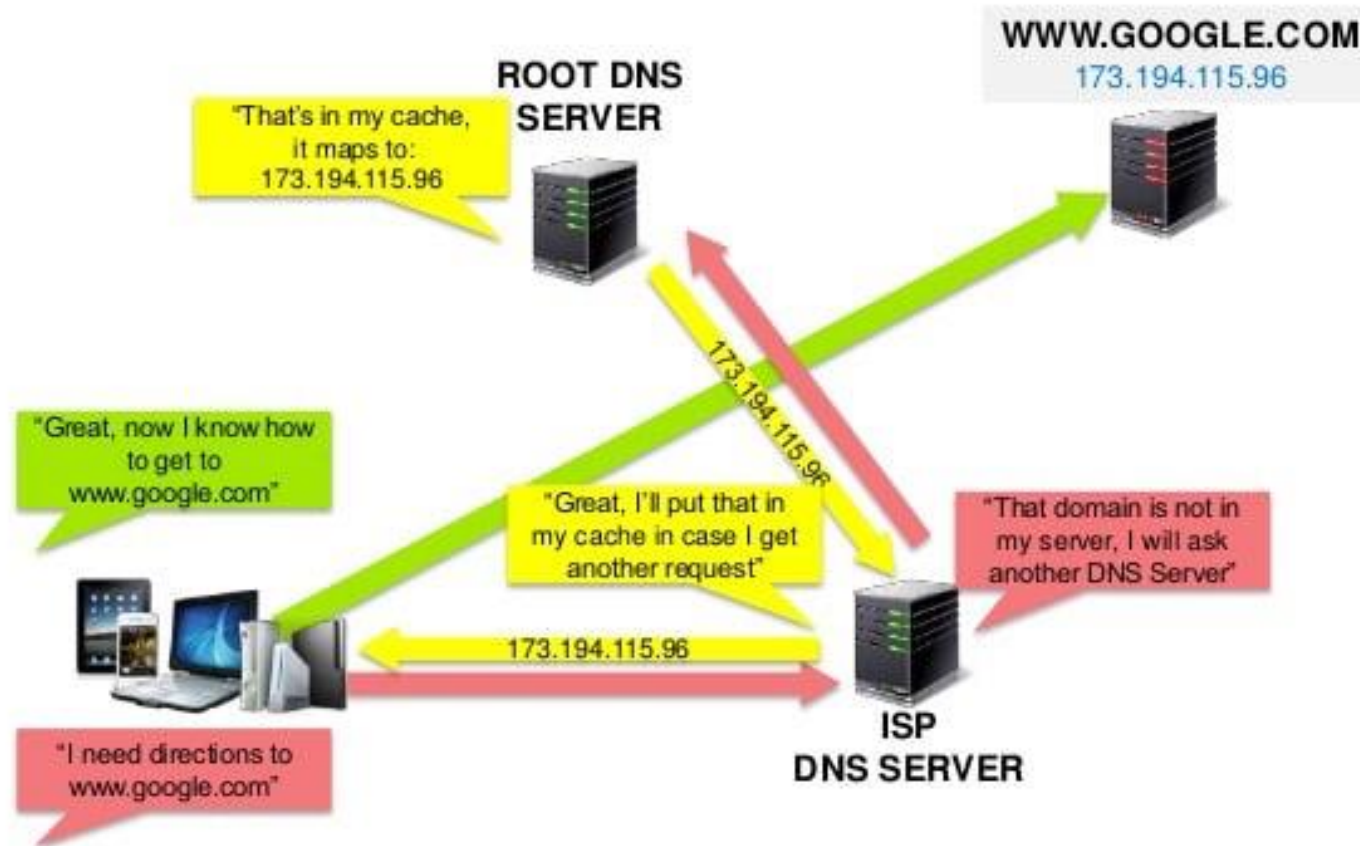 WWW.GOOGLE.COM
173.194.115.96
ROOT DNS
SERVER
"That's in my cache,
it maps to:
173.194.115.96
173.194.115.96
"Great, now I know how
to get to
www.google.com"
"Great, I'll put that in
my cache in case I get
another request"
"That domain is not in
my server, I will ask
another DNS Server"
173.194.115.96
ISP
DNS SERVER
"I need directions to
www.google.com"